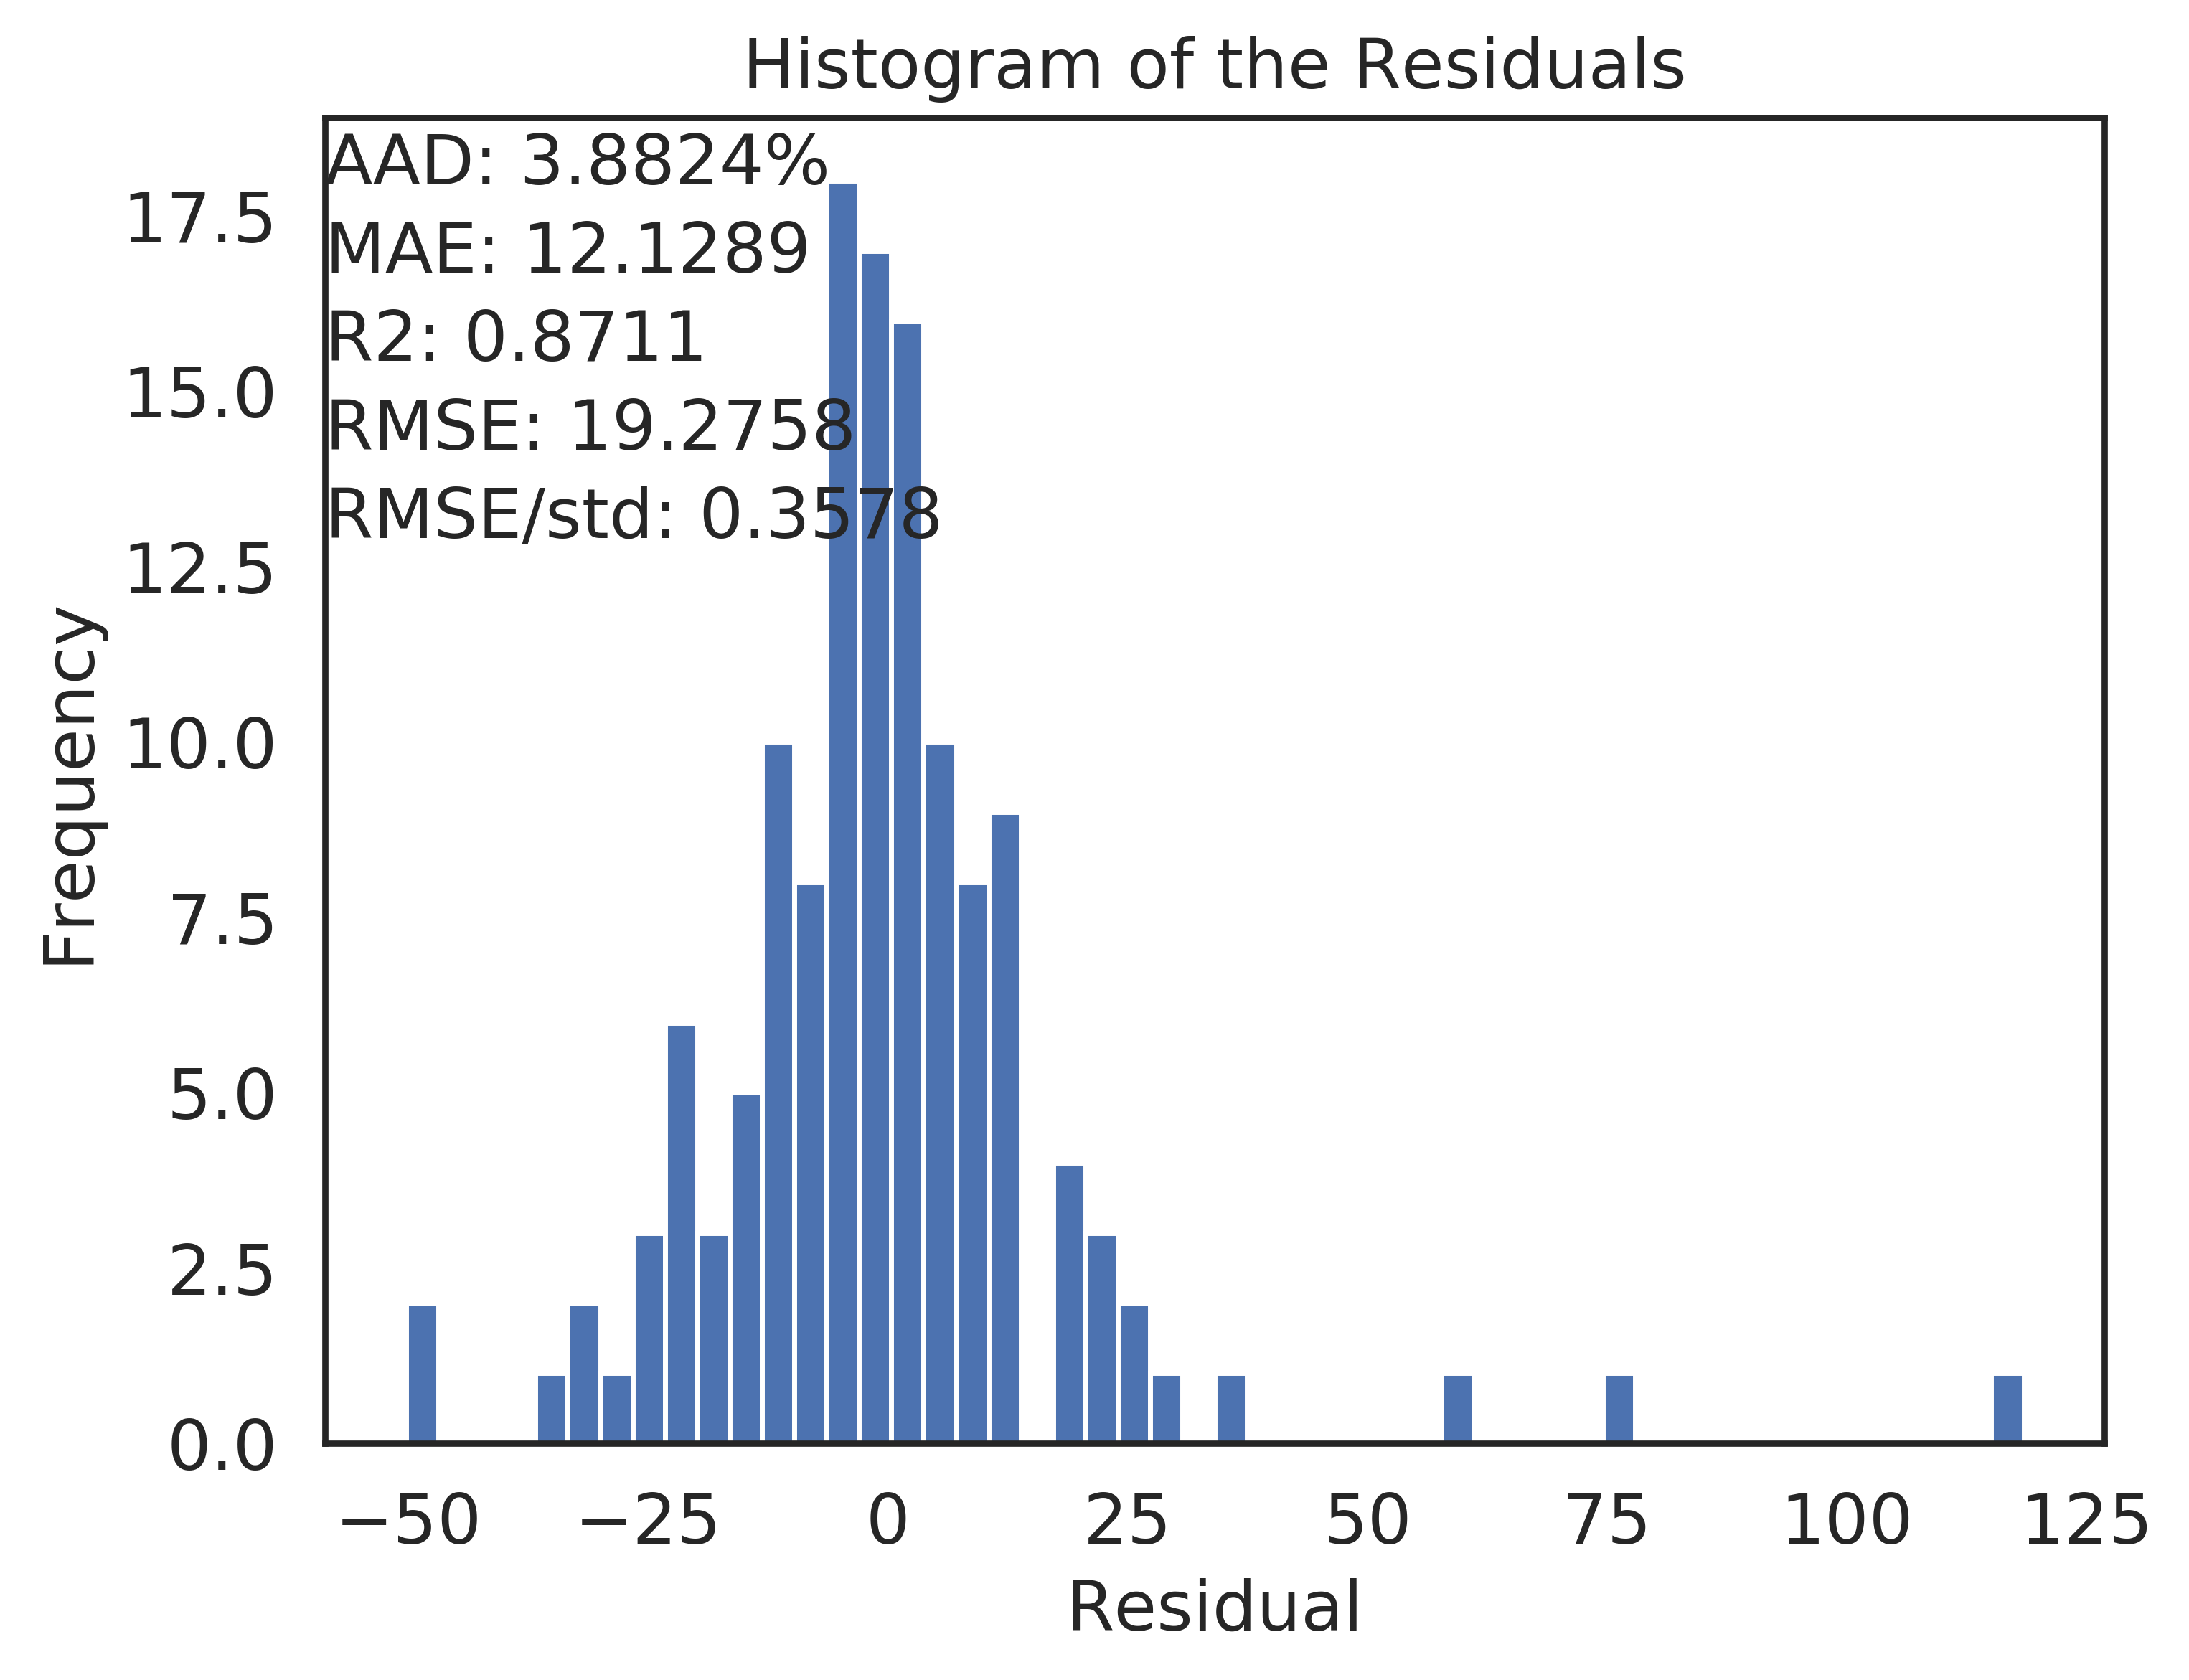 Histogram of the Residuals
AAD: 3.8824%
MAE: 12.1289
R2: 0.8711
RMSE: 19.2758
RMSE/std: 0.3578
17.5
15.0
12.5
10.0
7.5
5.0
2.5
0.0
Frequency
−50 −25 0 25 50 75 100 125
Residual